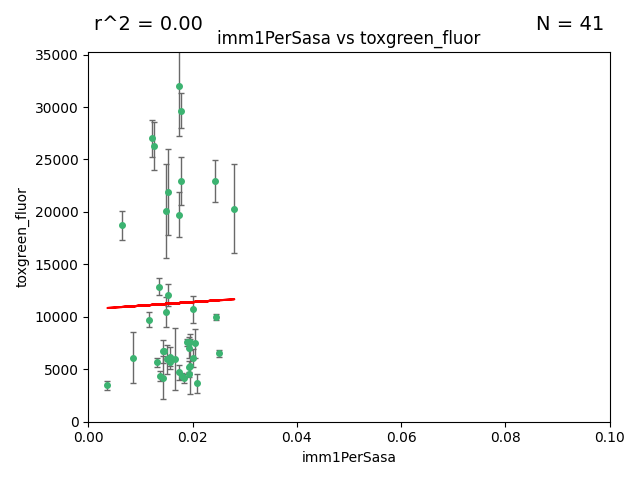 r^2 = 0.00
N = 41
imm1PerSasa vs toxgreen_fluor
toxgreen_fluor
35000
30000
25000
20000
15000
10000
5000
0
0.00
0.02
0.04
0.06
0.08
0.10
imm1PerSasa